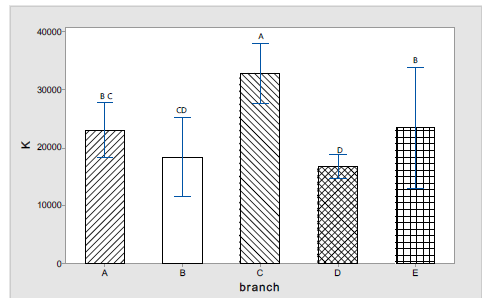 A
40000
B
B C
30000
CD
D
K
20000
10000
0
A B C D E
branch